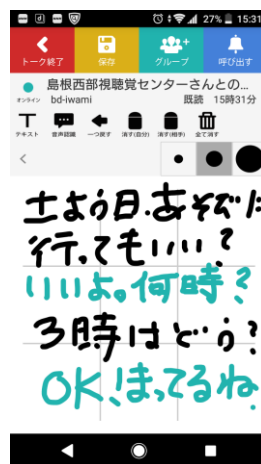 27% 15:31
トーク終了 保存 グループ 呼び出す
島根西部視聴覚センターさんとの...
オンライン bd-iwami 既読 15時31分
テキスト 音声認識 一つ戻す 消す(自分) 消す(相手) 全て消す
土よう日.あそびに
行ってもいい?
いいよ。何時?
3時はどう?
OK!まってるね